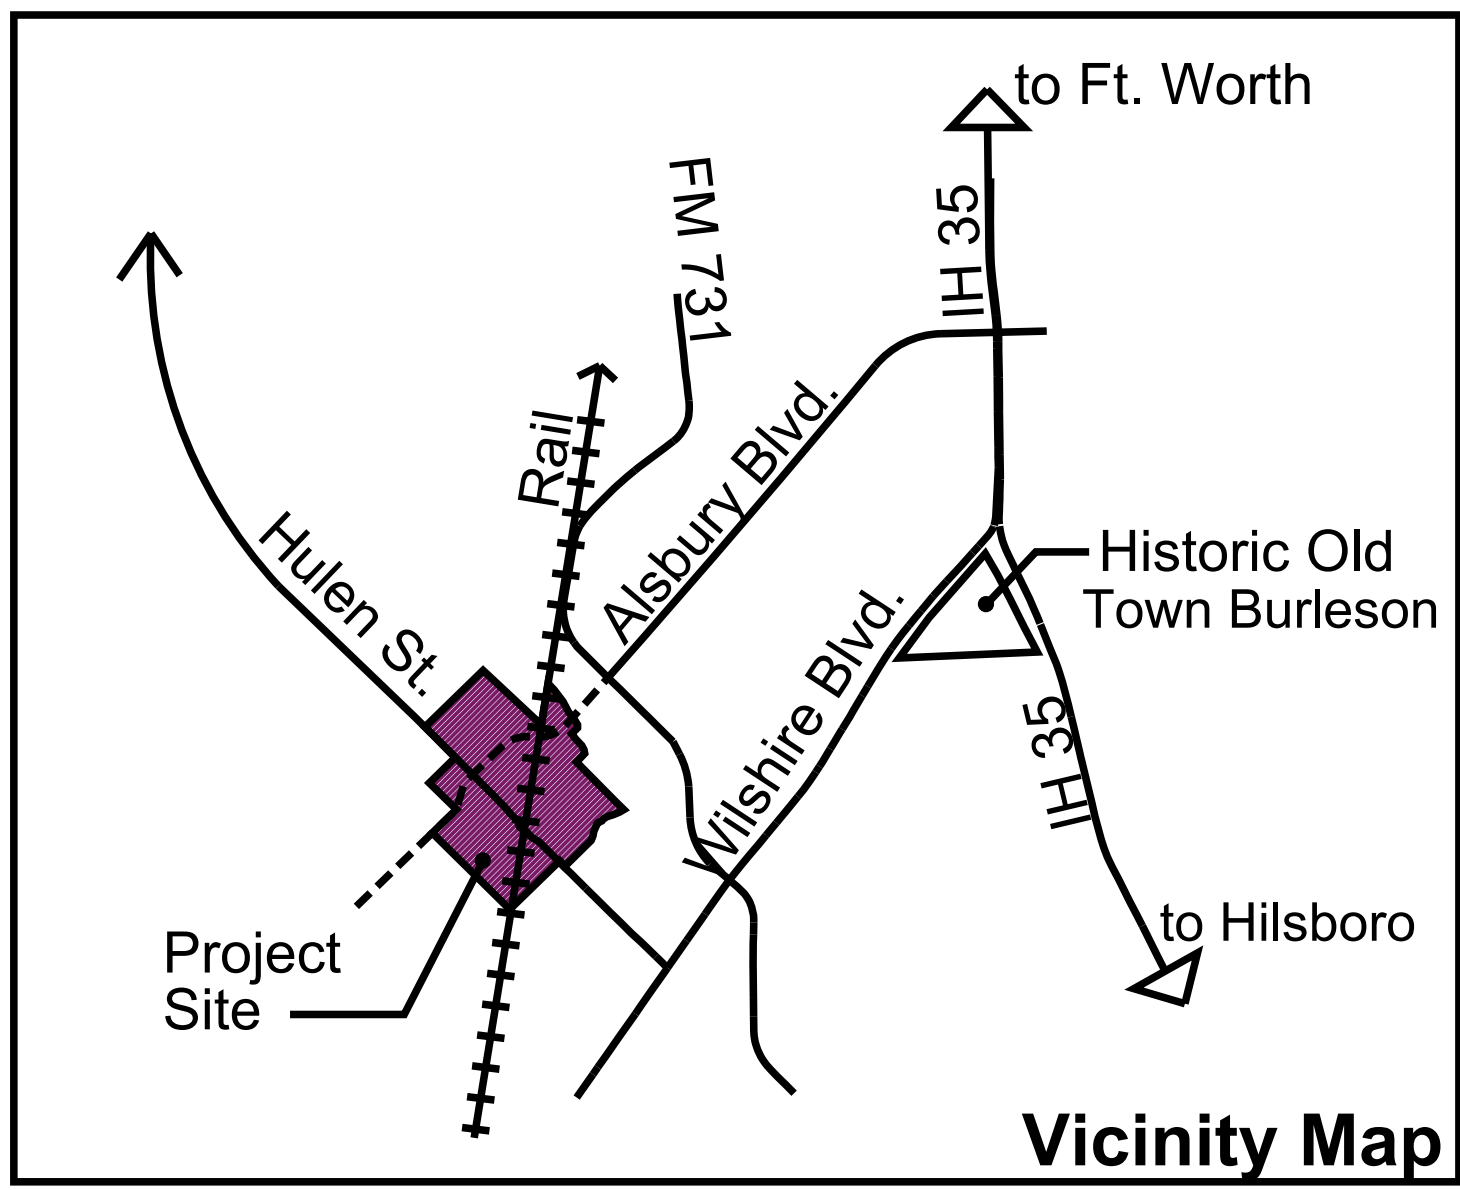 to Ft. Worth
FM 731
IH 35
Rail
Alsbury Blvd.
Hulen St.
Historic Old
Town Burleson
Wilshire Blvd.
IH 35
to Hilsboro
Project
Site
Vicinity Map